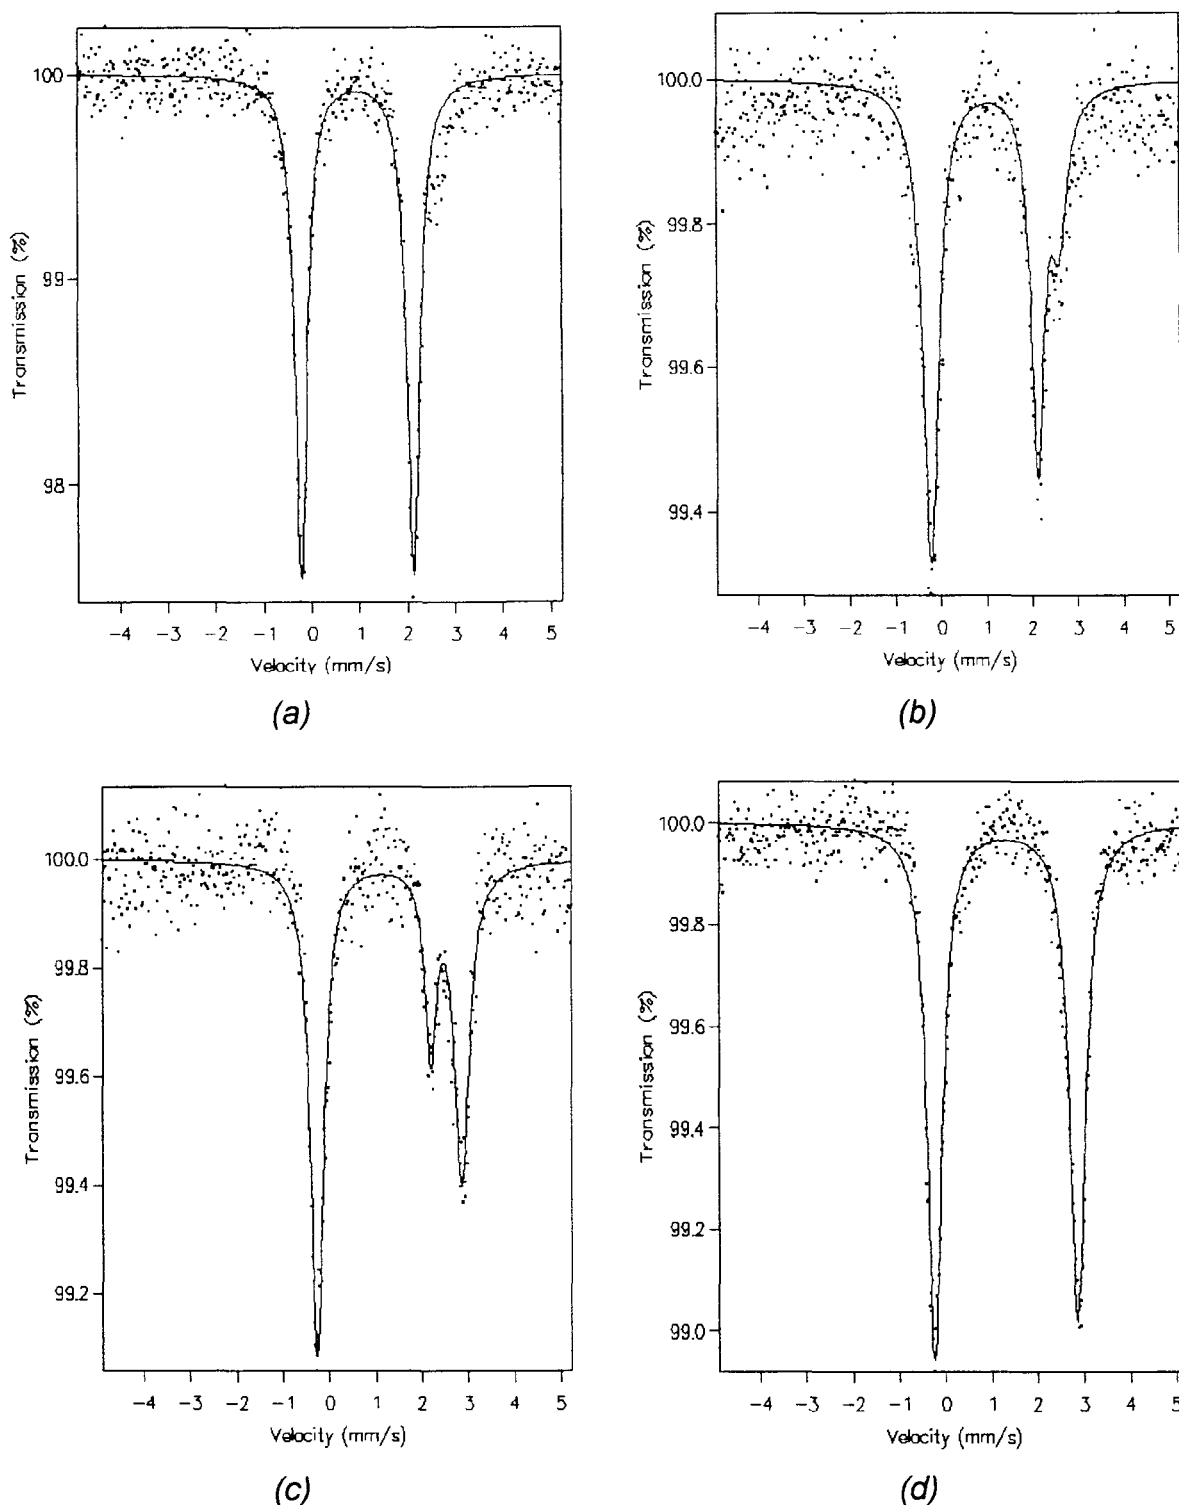 100
99
98
Transmission (%)
-4 -3 -2 -1 0 1 2 3 4 5
Velocity (mm/s)
(a)
100.0
99.8
99.6
99.4
Transmission (%)
-4 -3 -2 -1 0 1 2 3 4 5
Velocity (mm/s)
(b)
100.0
99.8
99.6
99.4
99.2
Transmission (%)
-4 -3 -2 -1 0 1 2 3 4 5
Velocity (mm/s)
(c)
100.0
99.8
99.6
99.4
99.2
99.0
Transmission (%)
-4 -3 -2 -1 0 1 2 3 4 5
Velocity (mm/s)
(d)